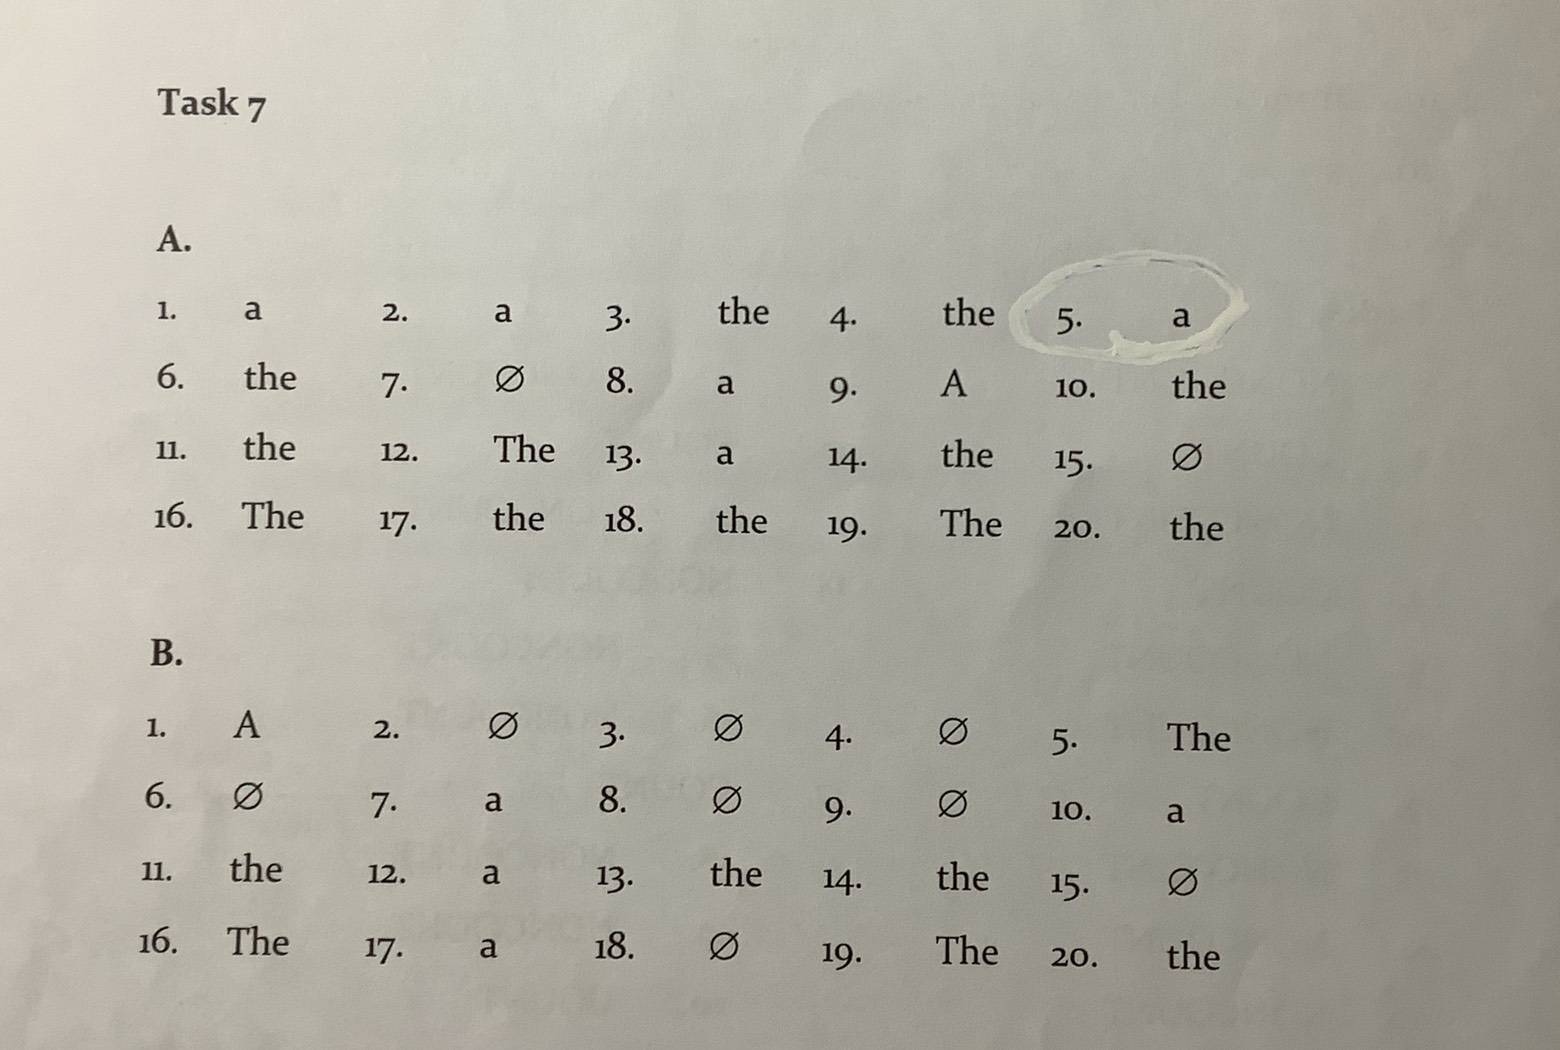 Task 7
A.
1. a 2. a 3. the 4. the 5. a
6. the 7. Ø 8. a 9. A 10. the
11. the 12. The 13. a 14. the 15. Ø
16. The 17. the 18. the 19. The 20. the
B.
1. A 2. Ø 3. Ø 4. Ø 5. The
6. Ø 7. a 8. Ø 9. Ø 10. a
11. the 12. a 13. the 14. the 15. Ø
16. The 17. a 18. Ø 19. The 20. the